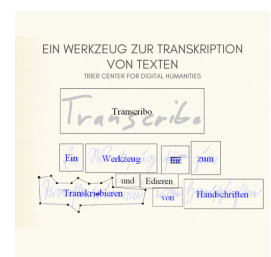 EIN WERKZEUG ZUR TRANSKRIPTION
VON TEXTEN
TRIER CENTER FOR DIGITAL HUMANITIES
Transcribo
Ein Werkzeug für zum
und Edieren
Transkribieren von Handschriften